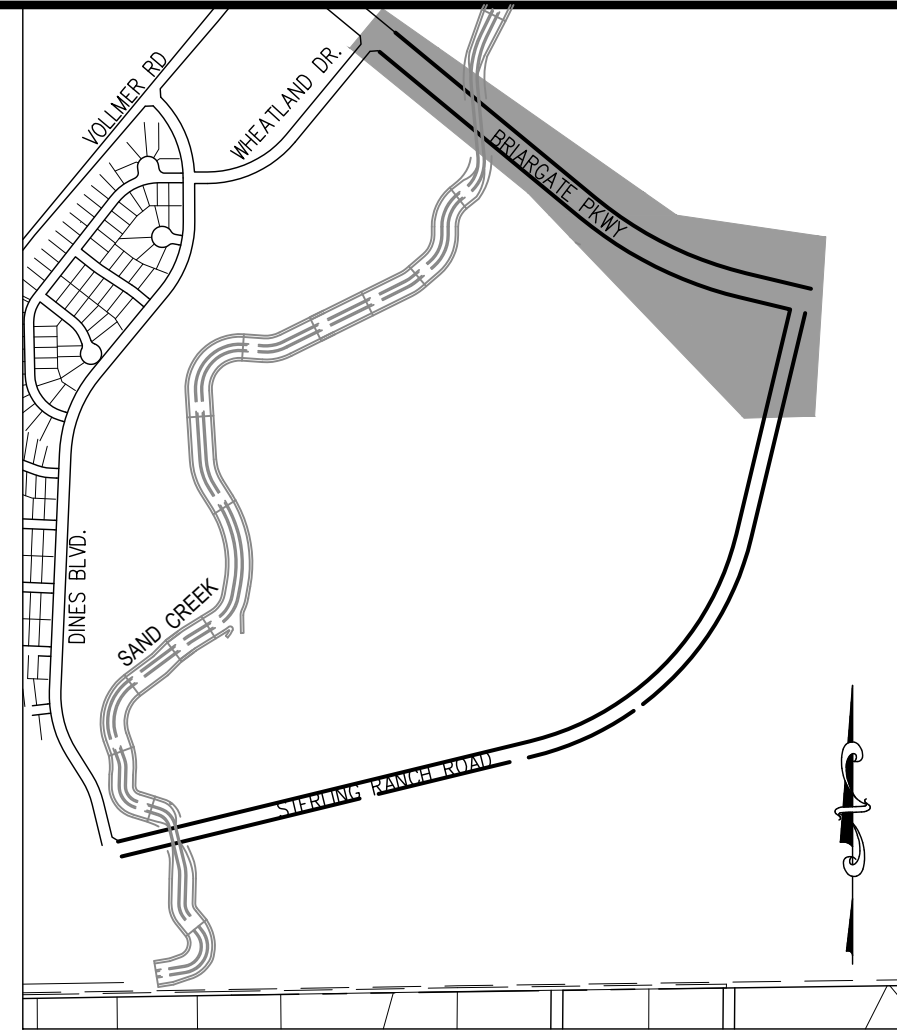 VOLLMER RD
WHEATLAND DR.
BRIARGATE PKWY
DINES BLVD.
SAND CREEK
STERLING RANCH ROAD